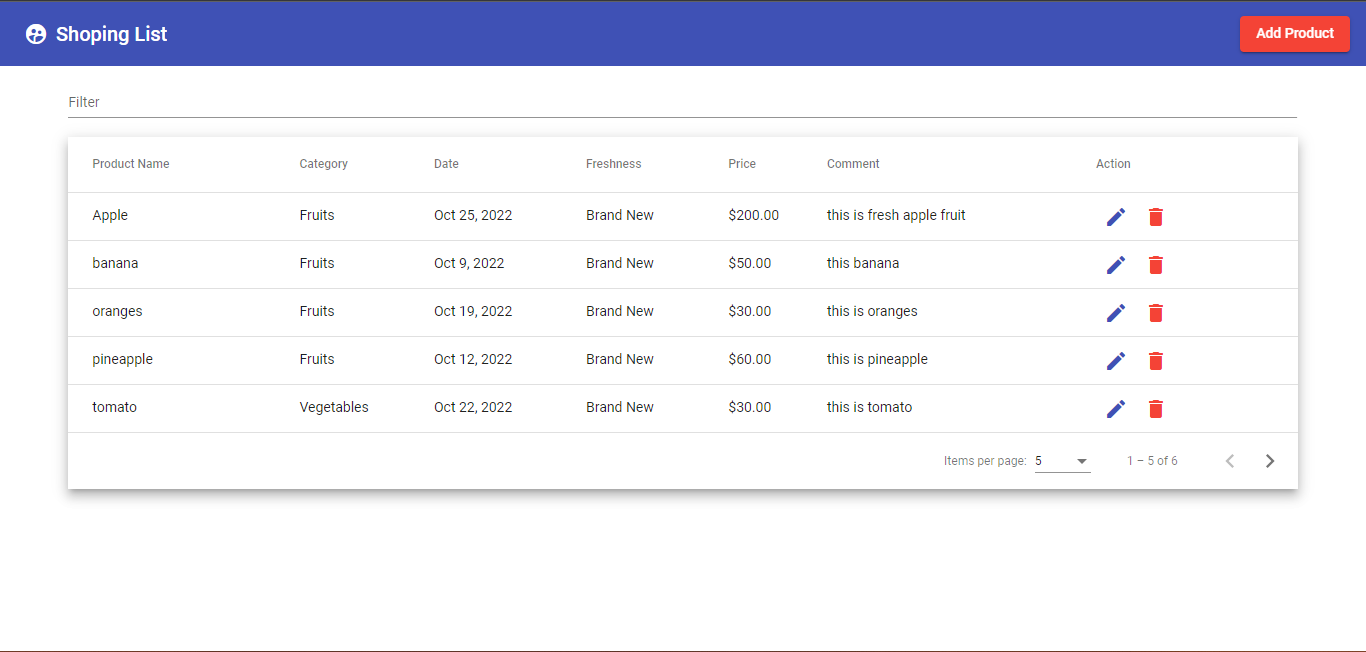 Shoping List
Add Product
Filter
Product Name Category Date Freshness Price Comment Action
Apple Fruits Oct 25, 2022 Brand New $200.00 this is fresh apple fruit
banana Fruits Oct 9, 2022 Brand New $50.00 this banana
oranges Fruits Oct 19, 2022 Brand New $30.00 this is oranges
pineapple Fruits Oct 12, 2022 Brand New $60.00 this is pineapple
tomato Vegetables Oct 22, 2022 Brand New $30.00 this is tomato
Items per page: 5 1 – 5 of 6